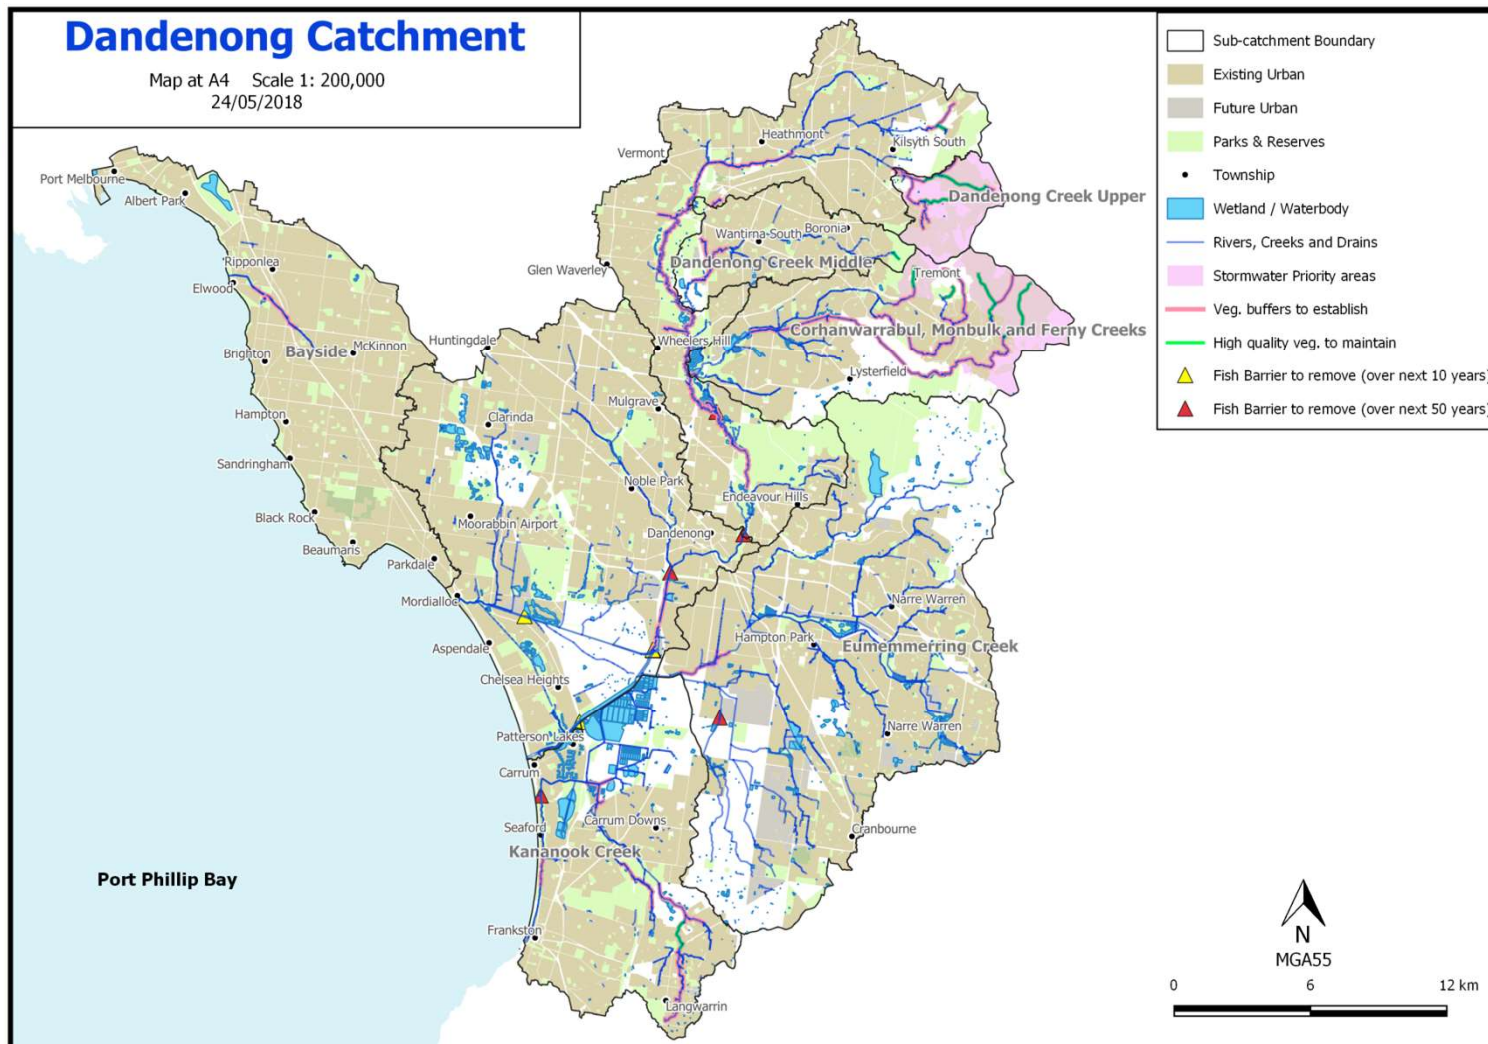 Dandenong Catchment
Map at A4 Scale 1: 200,000
24/05/2018
Sub-catchment Boundary
Existing Urban
Future Urban
Parks & Reserves
Township
Wetland / Waterbody
Rivers, Creeks and Drains
Stormwater Priority areas
Veg. buffers to establish
High quality veg. to maintain
Fish Barrier to remove (over next 10 years)
Fish Barrier to remove (over next 50 years)
Heathmont
Kilsyth South
Vermont
Port Melbourne
Albert Park
Dandenong Creek Upper
Boronia
Wantirna South
Dandenong Creek Middle
Ripponlea
Glen Waverley
Tremont
Elwood
Corhanwarrabul, Monbulk and Ferny Creeks
Huntingdale
Wheelers Hill
McKinnon
Bayside
Brighton
Lysterfield
Mulgrave
Hampton
Clarinda
Sandringham
Noble Park
Endeavour Hills
Black Rock
Moorabbin Airport
Dandenong
Beaumaris
Parkdale
Mordialloc
Narre Warren
Hampton Park
Eumemmerring Creek
Aspendale
Chelsea Heights
Narre Warren
Patterson Lakes
Carrum
Seaford
Carrum Downs
Cranbourne
Kananook Creek
Port Phillip Bay
Frankston
Langwarrin
N
MGA55
0 6 12 km